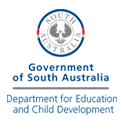 SOUTH
AUSTRALIA
Government
of South Australia
Department for Education
and Child Development